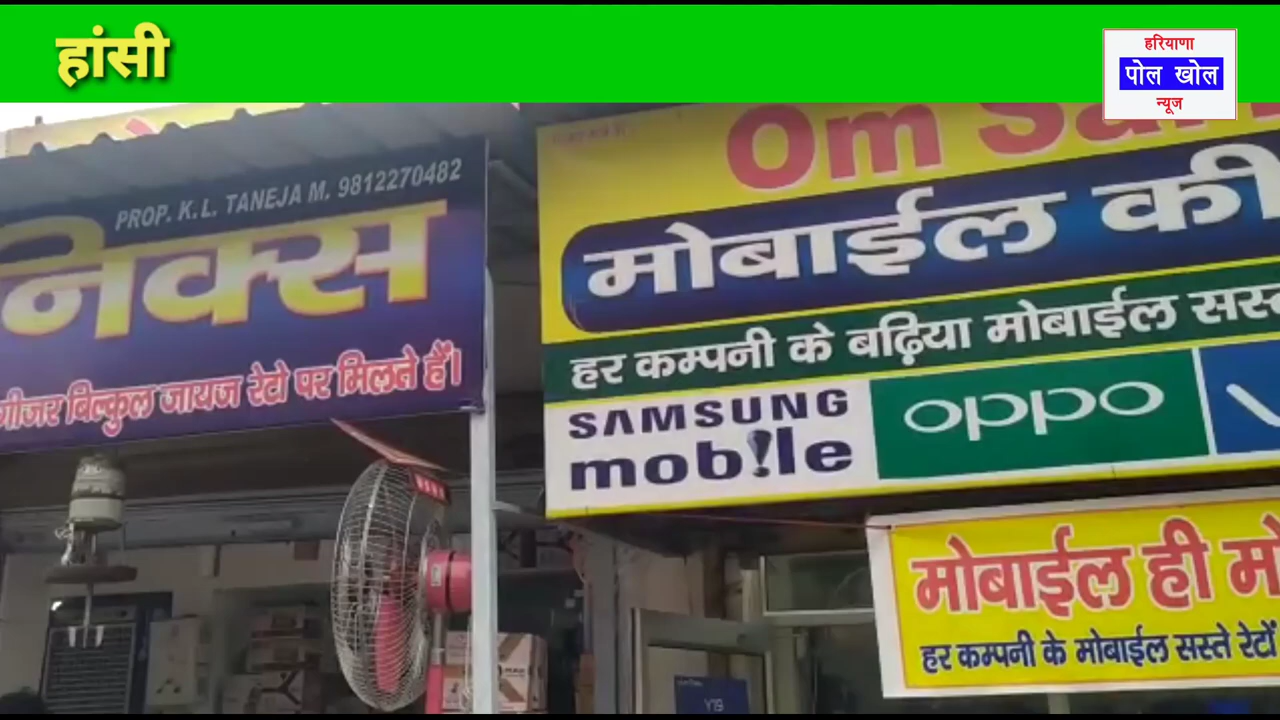 हांसी
हरियाणा
पोल खोल
न्यूज
PROP. K.L. TANEJA M. 9812270482
निक्स
गीजर बिल्कुल जायज रेटो पर मिलते हैं।
Om
मोबाईल की
हर कम्पनी के बढ़िया मोबाईल
SAMSUNG
mobile
oppo
मोबाईल ही
हर कम्पनी के मोबाईल सस्ते रेटों
Y19